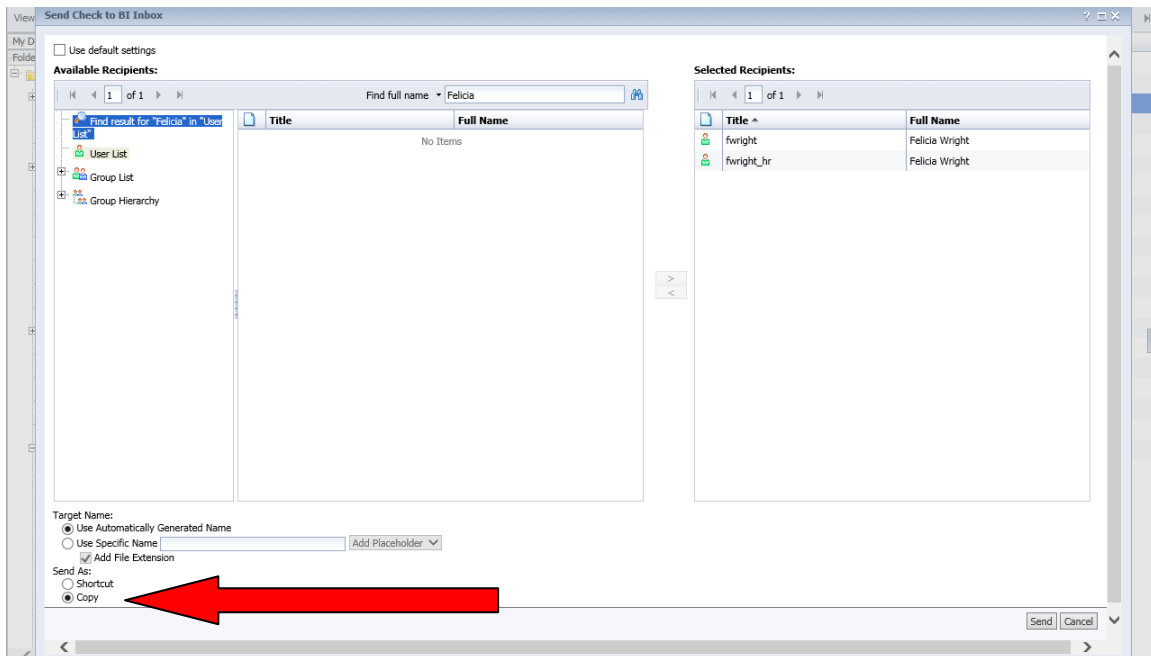 View
Send Check to BI Inbox
My D
Folde
Use default settings
Available Recipients:
1 of 1
Find full name
Felicia
Find result for "Felicia" in "User
List"
User List
Group List
Group Hierarchy
Title
Full Name
No Items
>
<
Selected Recipients:
1 of 1
Title
Full Name
fwright
Felicia Wright
fwright_hr
Felicia Wright
Target Name:
Use Automatically Generated Name
Use Specific Name
Add Placeholder
Add File Extension
Send As:
Shortcut
Copy
Send
Cancel